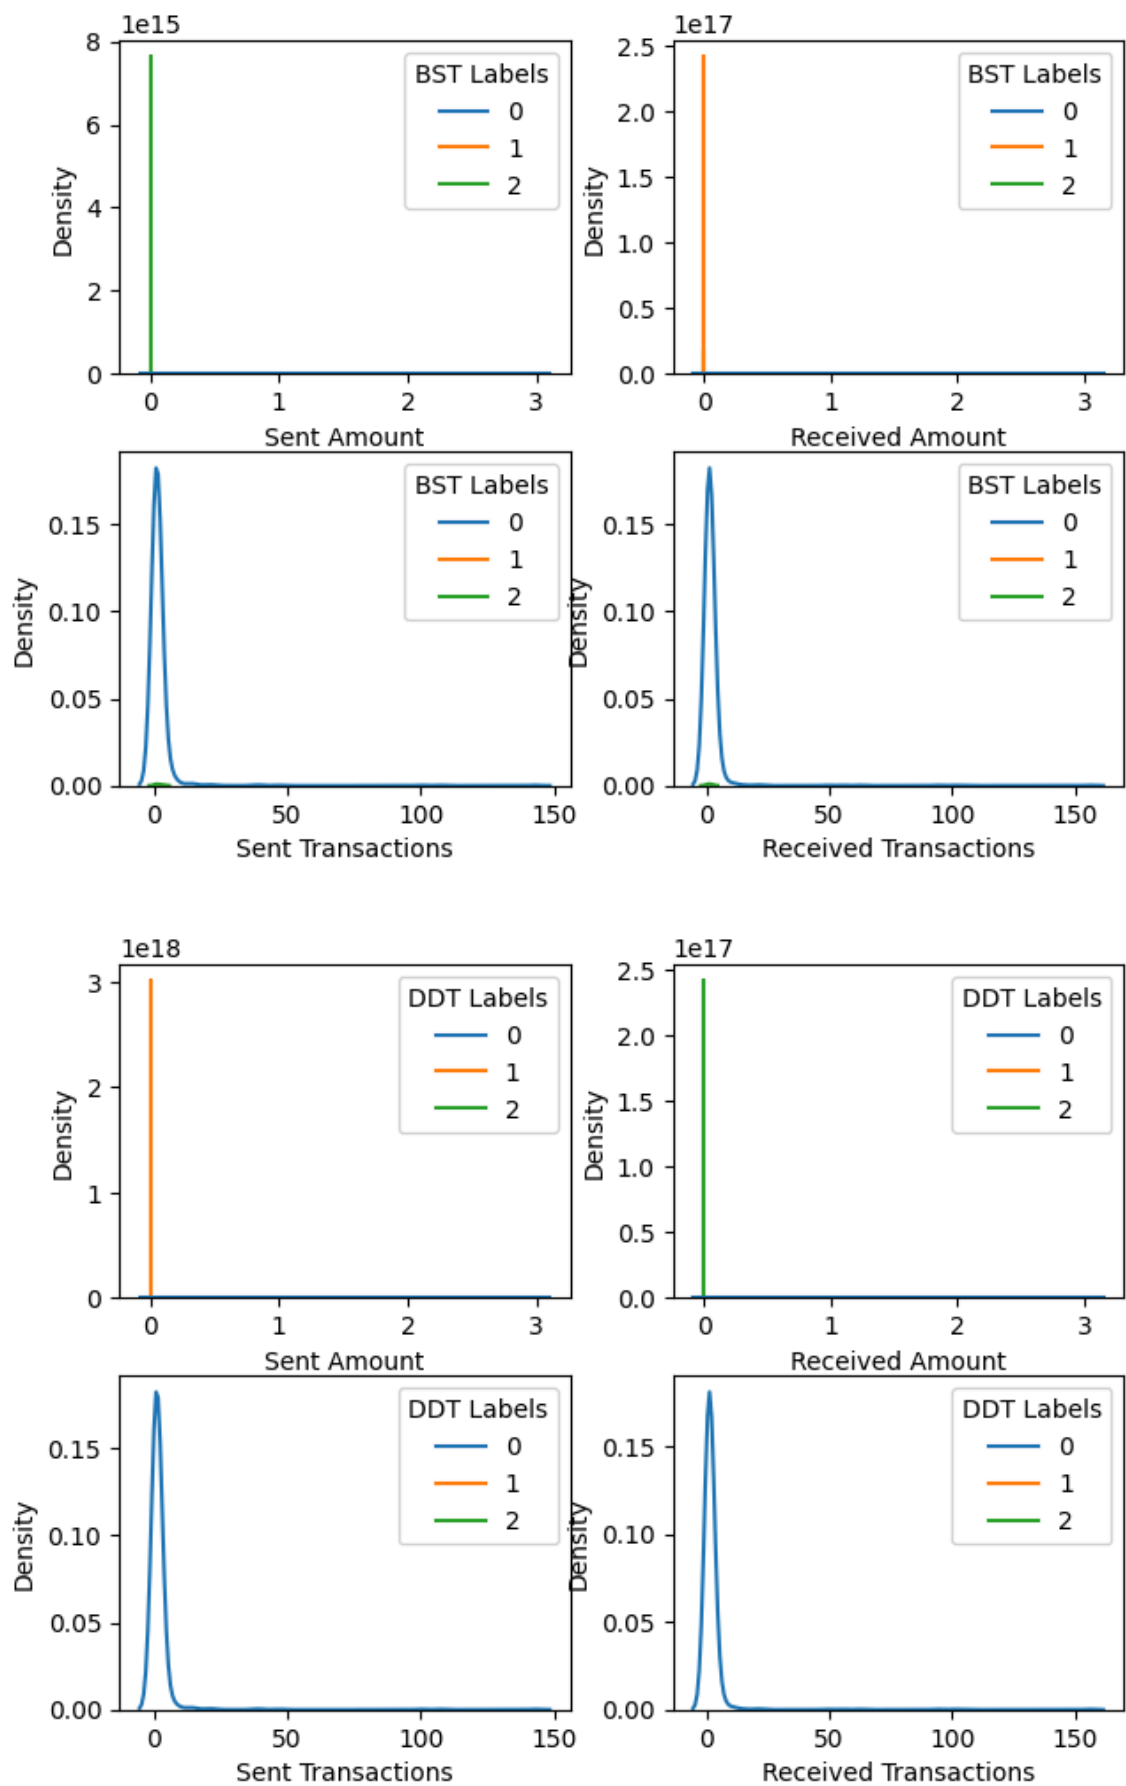 1e15
8
6
4
2
0
Density
BST Labels
0
1
2
0 1 2 3
Sent Amount
1e17
2.5
2.0
1.5
1.0
0.5
0.0
Density
BST Labels
0
1
2
0 1 2 3
Received Amount
0.15
0.10
0.05
0.00
Density
BST Labels
0
1
2
0 50 100 150
Sent Transactions
0.15
0.10
0.05
0.00
Density
BST Labels
0
1
2
0 50 100 150
Received Transactions
1e18
3
2
1
0
Density
DDT Labels
0
1
2
0 1 2 3
Sent Amount
1e17
2.5
2.0
1.5
1.0
0.5
0.0
Density
DDT Labels
0
1
2
0 1 2 3
Received Amount
0.15
0.10
0.05
0.00
Density
DDT Labels
0
1
2
0 50 100 150
Sent Transactions
0.15
0.10
0.05
0.00
Density
DDT Labels
0
1
2
0 50 100 150
Received Transactions